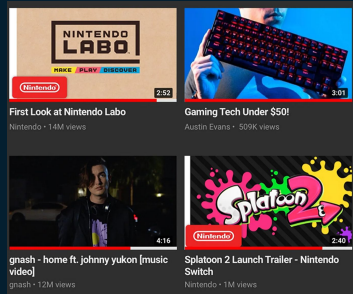 NINTENDO
LABO
MAKE PLAY DISCOVER
Nintendo
2:52
3:01
First Look at Nintendo Labo
Nintendo • 14M views
Gaming Tech Under $50!
Austin Evans • 509K views
4:16
Splatoon 2
Nintendo
2:40
gnash - home ft. johnny yukon [music
video]
gnash • 12M views
Splatoon 2 Launch Trailer - Nintendo
Switch
Nintendo • 1M views